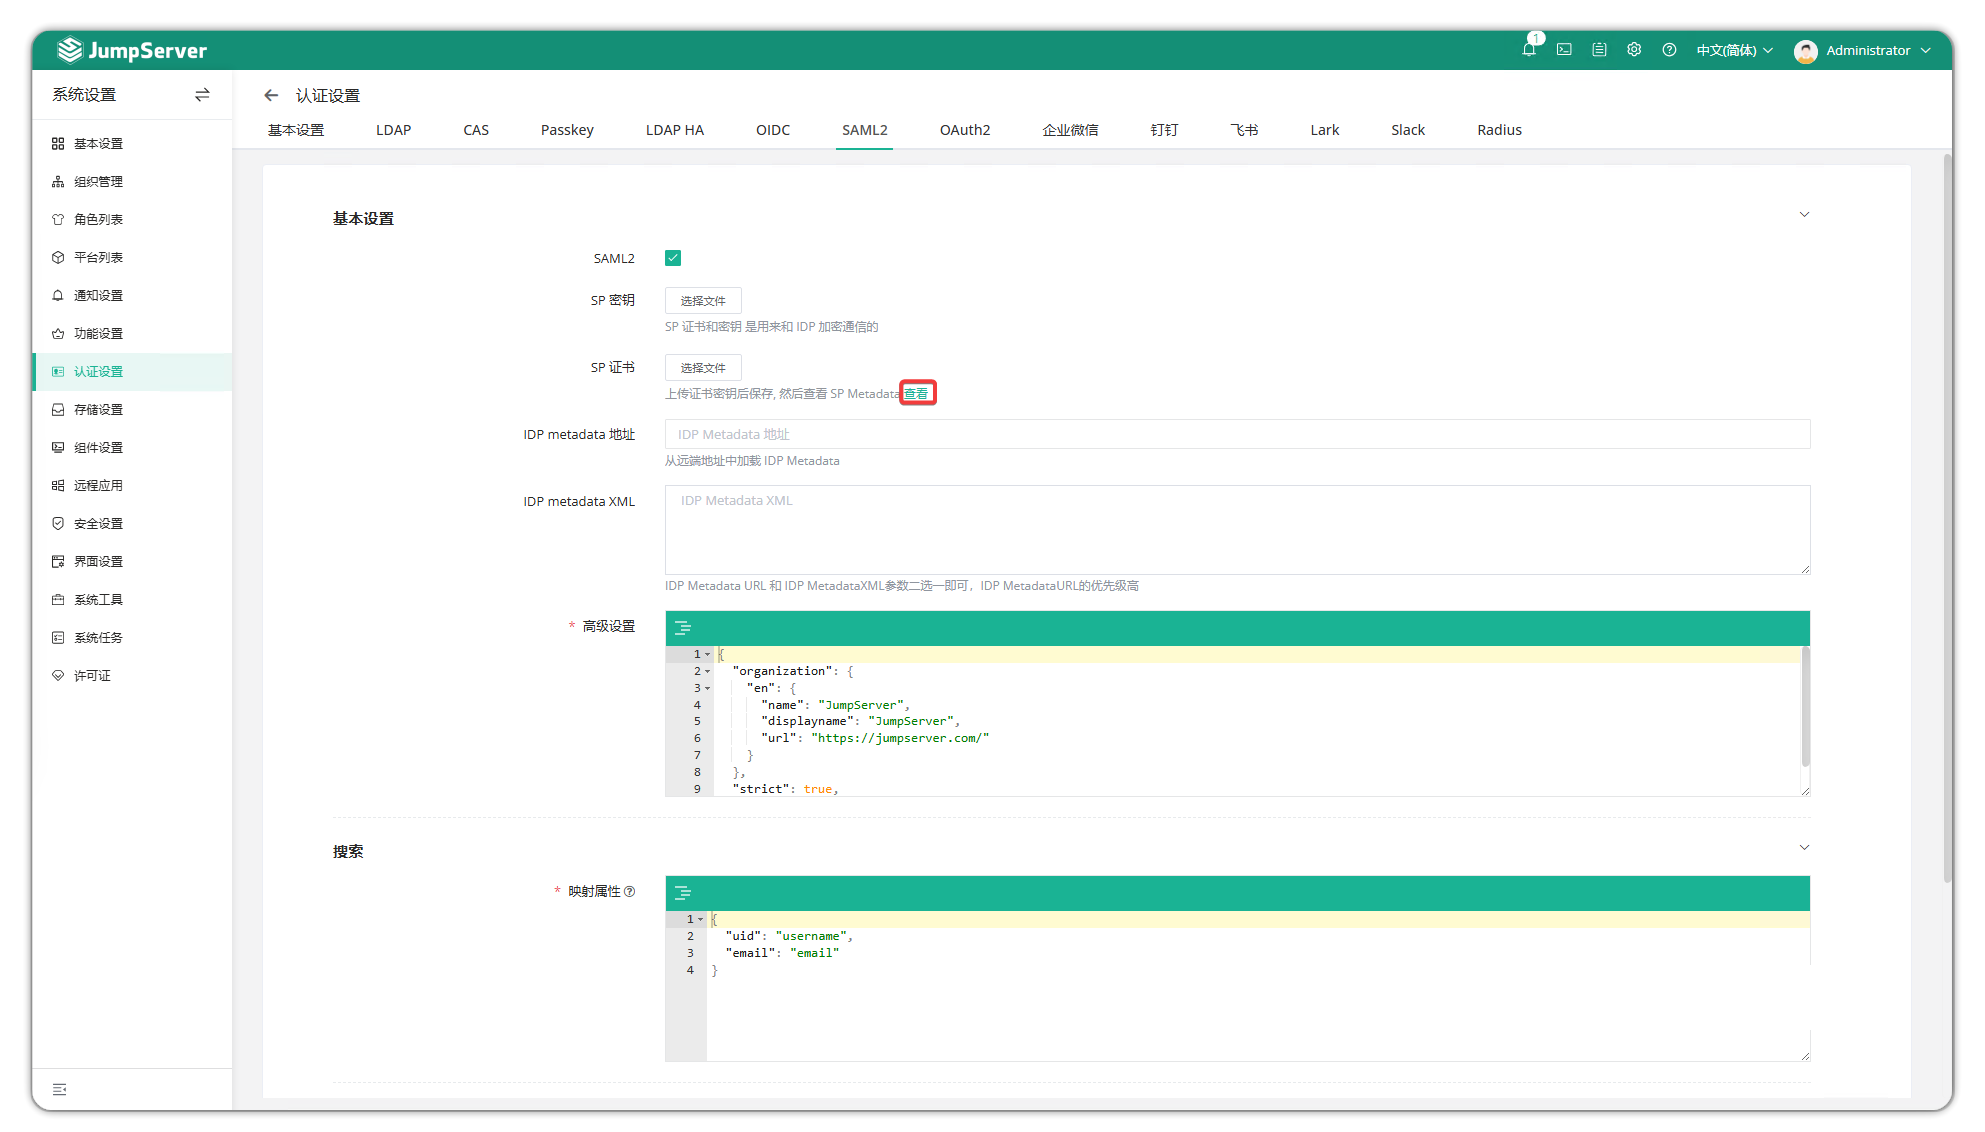 JumpServer
1
中文(简体)
Administrator
系统设置
基本设置
组织管理
角色列表
平台列表
通知设置
功能设置
认证设置
存储设置
组件设置
远程应用
安全设置
界面设置
系统工具
系统任务
许可证
认证设置
基本设置 LDAP CAS Passkey LDAP HA OIDC SAML2 OAuth2 企业微信 钉钉 飞书 Lark Slack Radius
基本设置
SAML2
SP 密钥 选择文件
SP 证书和密钥 是用来和 IDP 加密通信的
SP 证书 选择文件
上传证书密钥后保存, 然后查看 SP Metadata 查看
IDP metadata 地址 IDP Metadata 地址
从远端地址中加载 IDP Metadata
IDP metadata XML IDP Metadata XML
IDP Metadata URL 和 IDP MetadataXML参数二选一即可，IDP MetadataURL的优先级高
* 高级设置
1 {
2 "organization": {
3 "en": {
4 "name": "JumpServer",
5 "displayname": "JumpServer",
6 "url": "https://jumpserver.com/"
7 }
8 },
9 "strict": true,
搜索
* 映射属性
1 {
2 "uid": "username",
3 "email": "email"
4 }